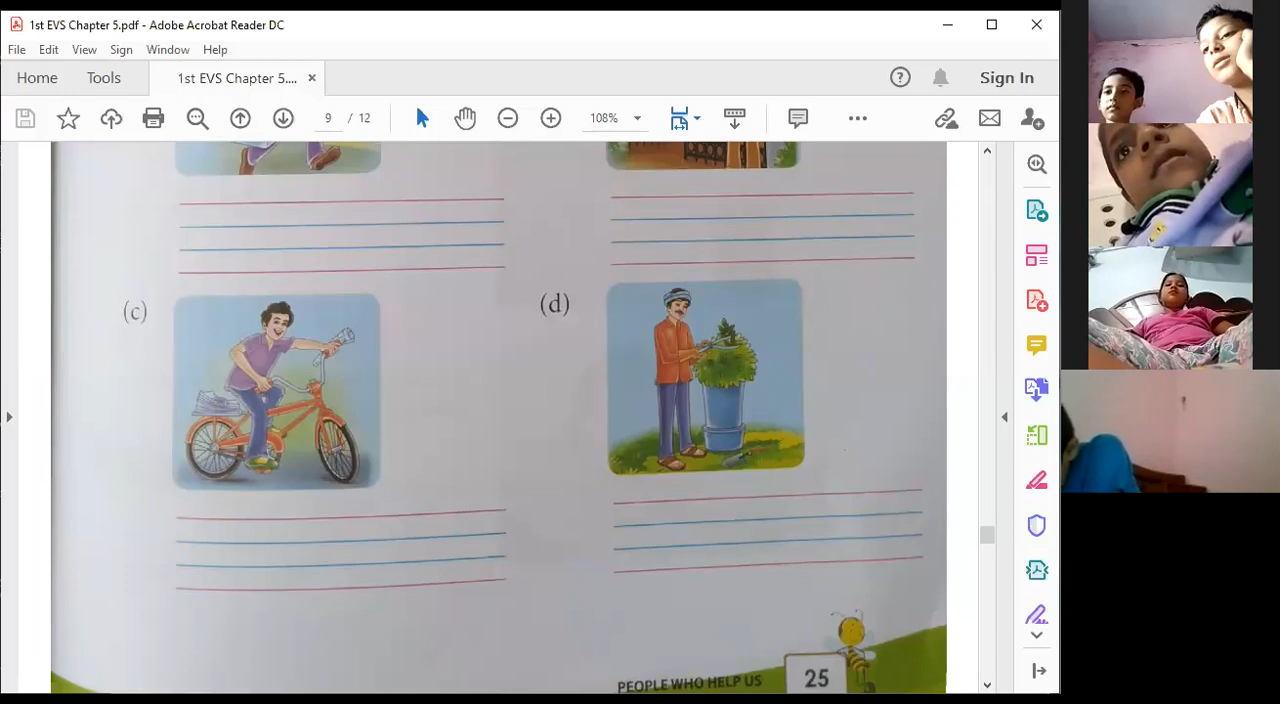 1st EVS Chapter 5.pdf - Adobe Acrobat Reader DC
File Edit View Sign Window Help
Home Tools 1st EVS Chapter 5.... × Sign In
9 / 12 108%
(c) (d)
PEOPLE WHO HELP US 25